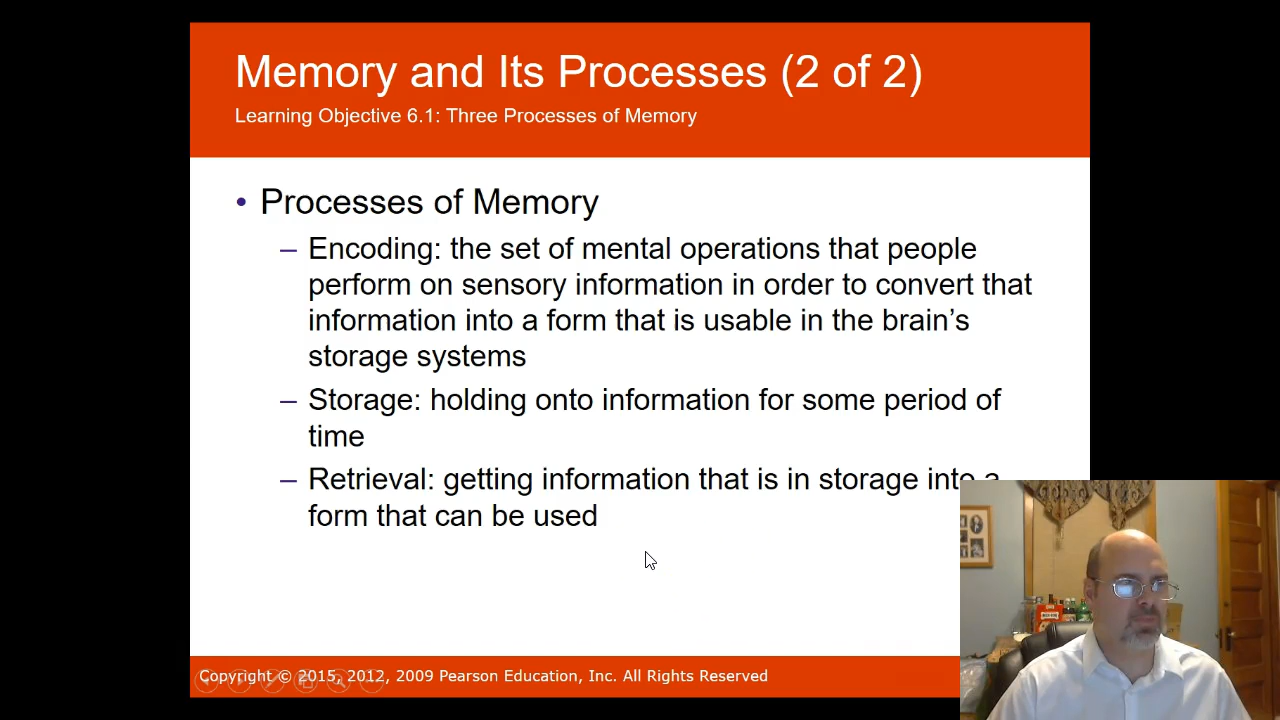 Memory and Its Processes (2 of 2)
Learning Objective 6.1: Three Processes of Memory
• Processes of Memory
– Encoding: the set of mental operations that people
perform on sensory information in order to convert that
information into a form that is usable in the brain’s
storage systems
– Storage: holding onto information for some period of
time
– Retrieval: getting information that is in storage into a
form that can be used
Copyright © 2015, 2012, 2009 Pearson Education, Inc. All Rights Reserved